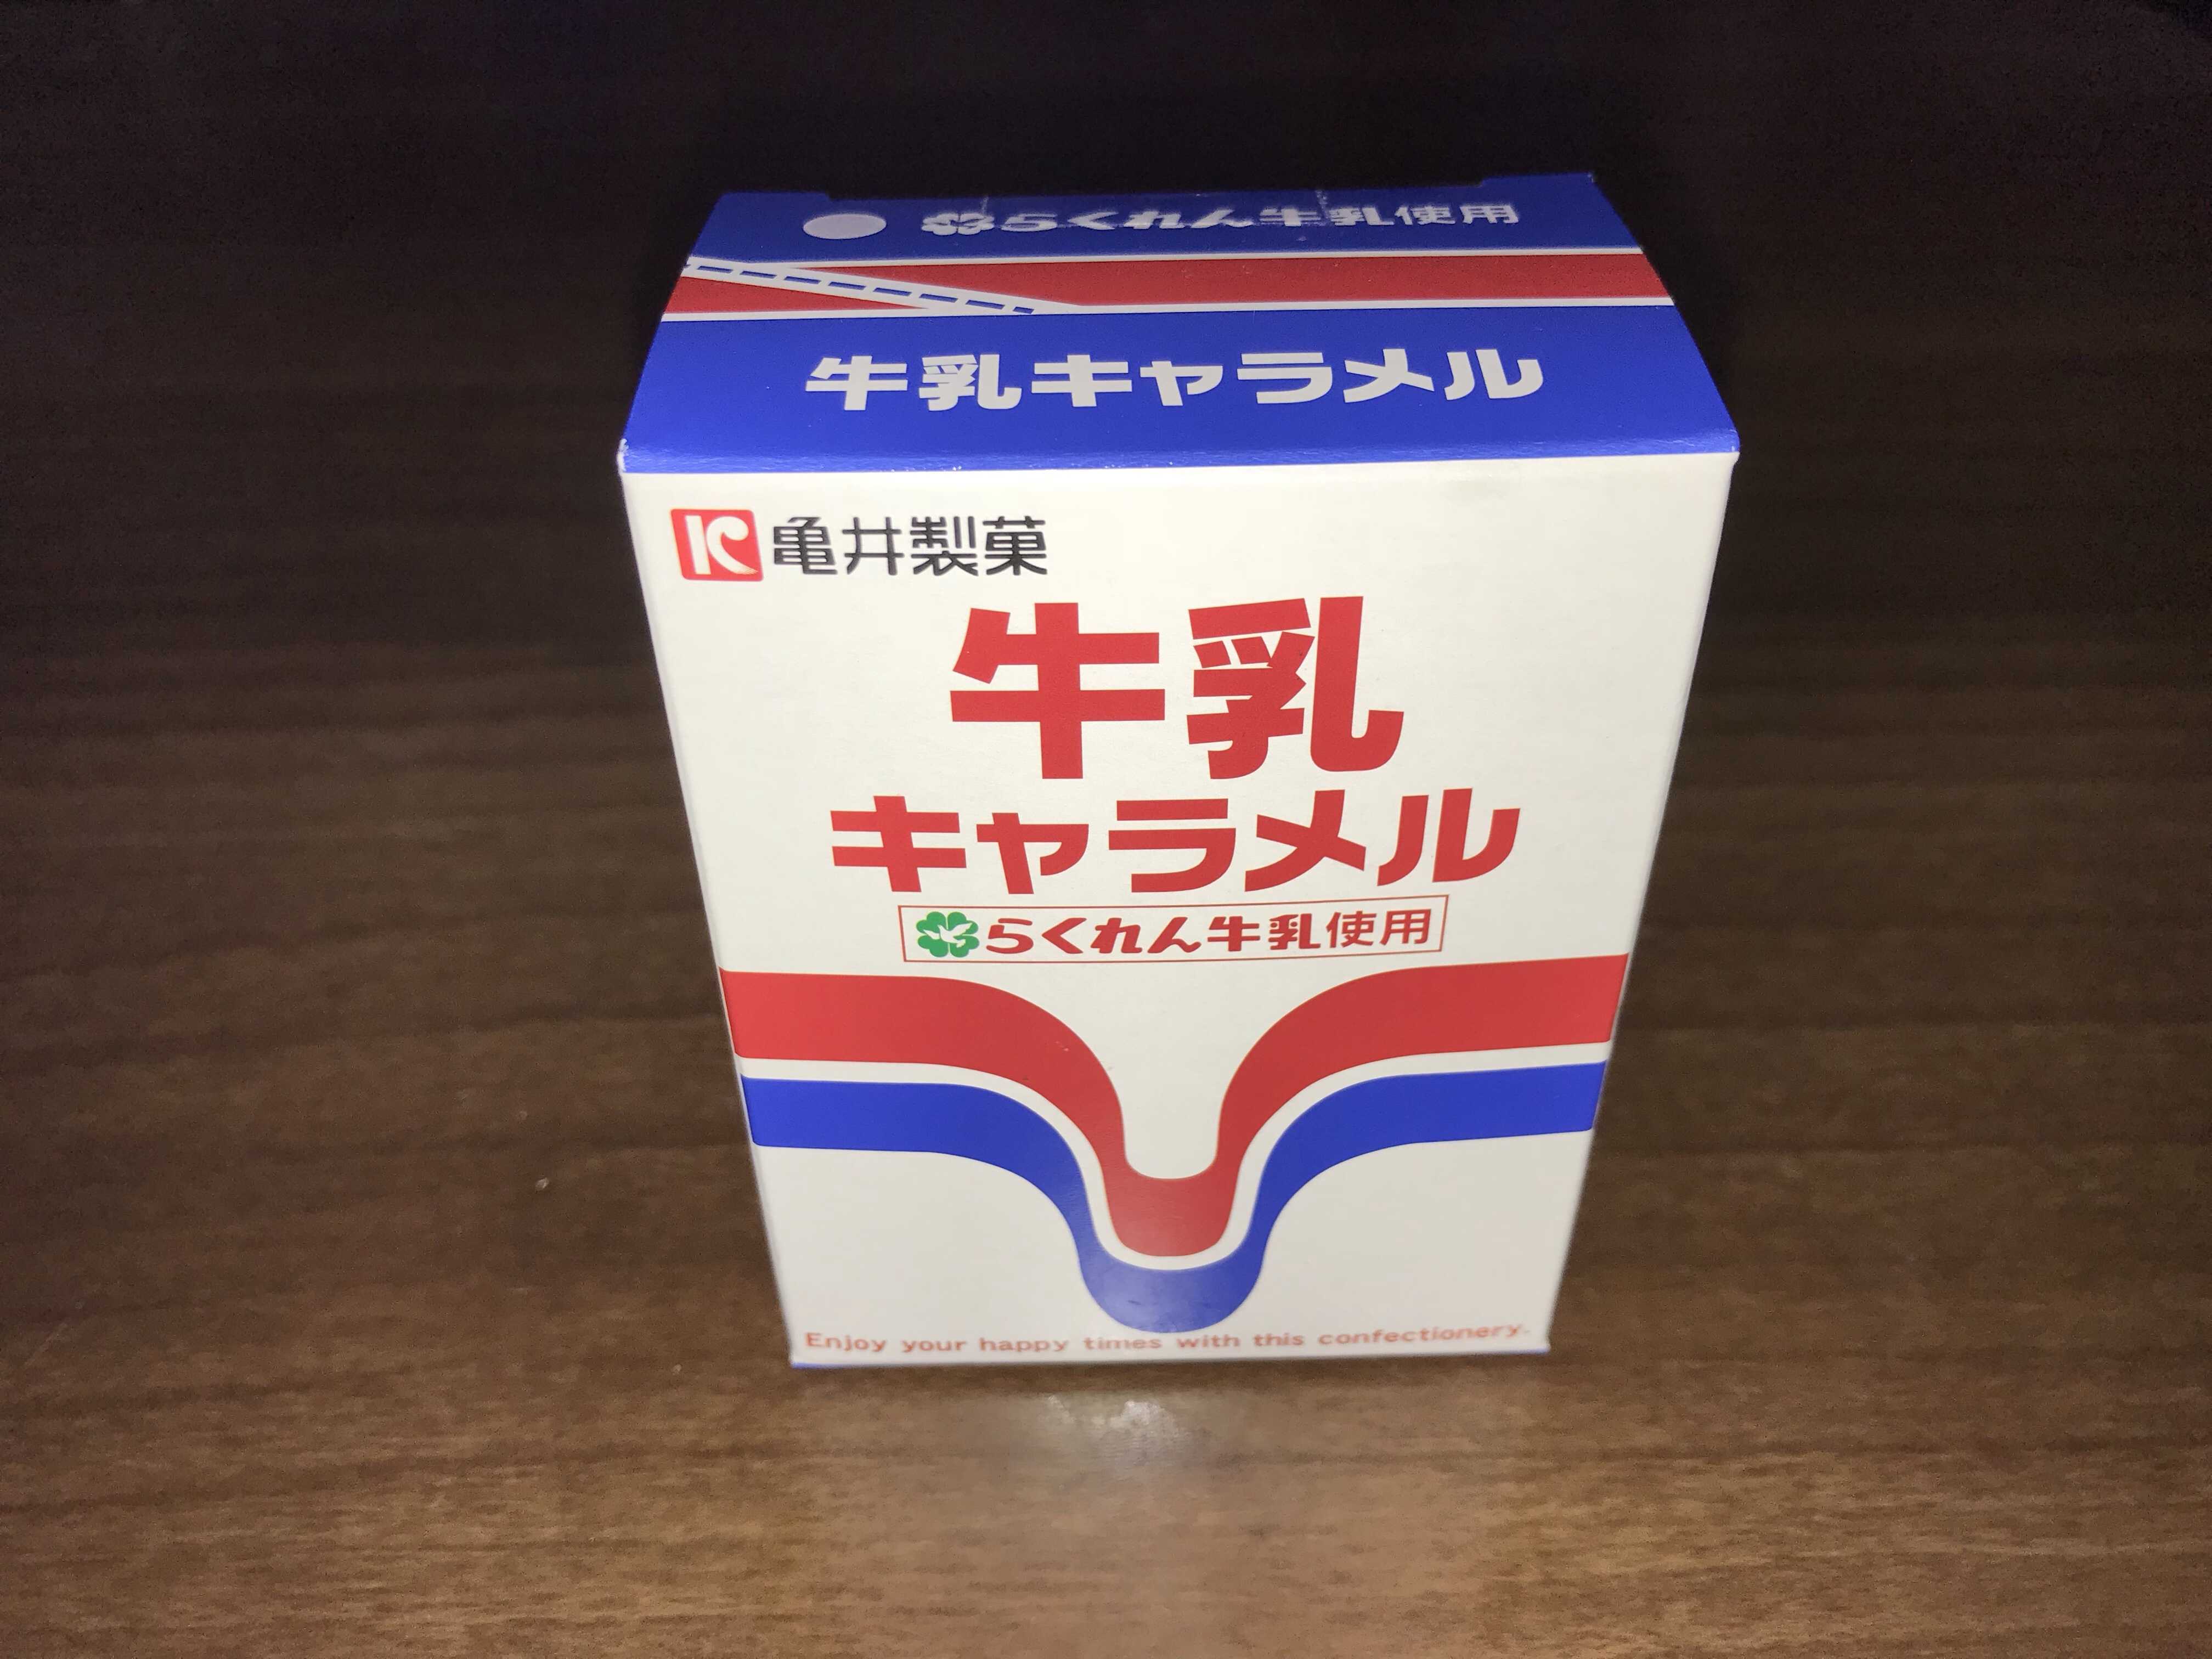 らくれん牛乳使用
牛乳キャラメル
K 亀井製菓
牛乳
キャラメル
らくれん牛乳使用
Enjoy your happy times with this confectionery.